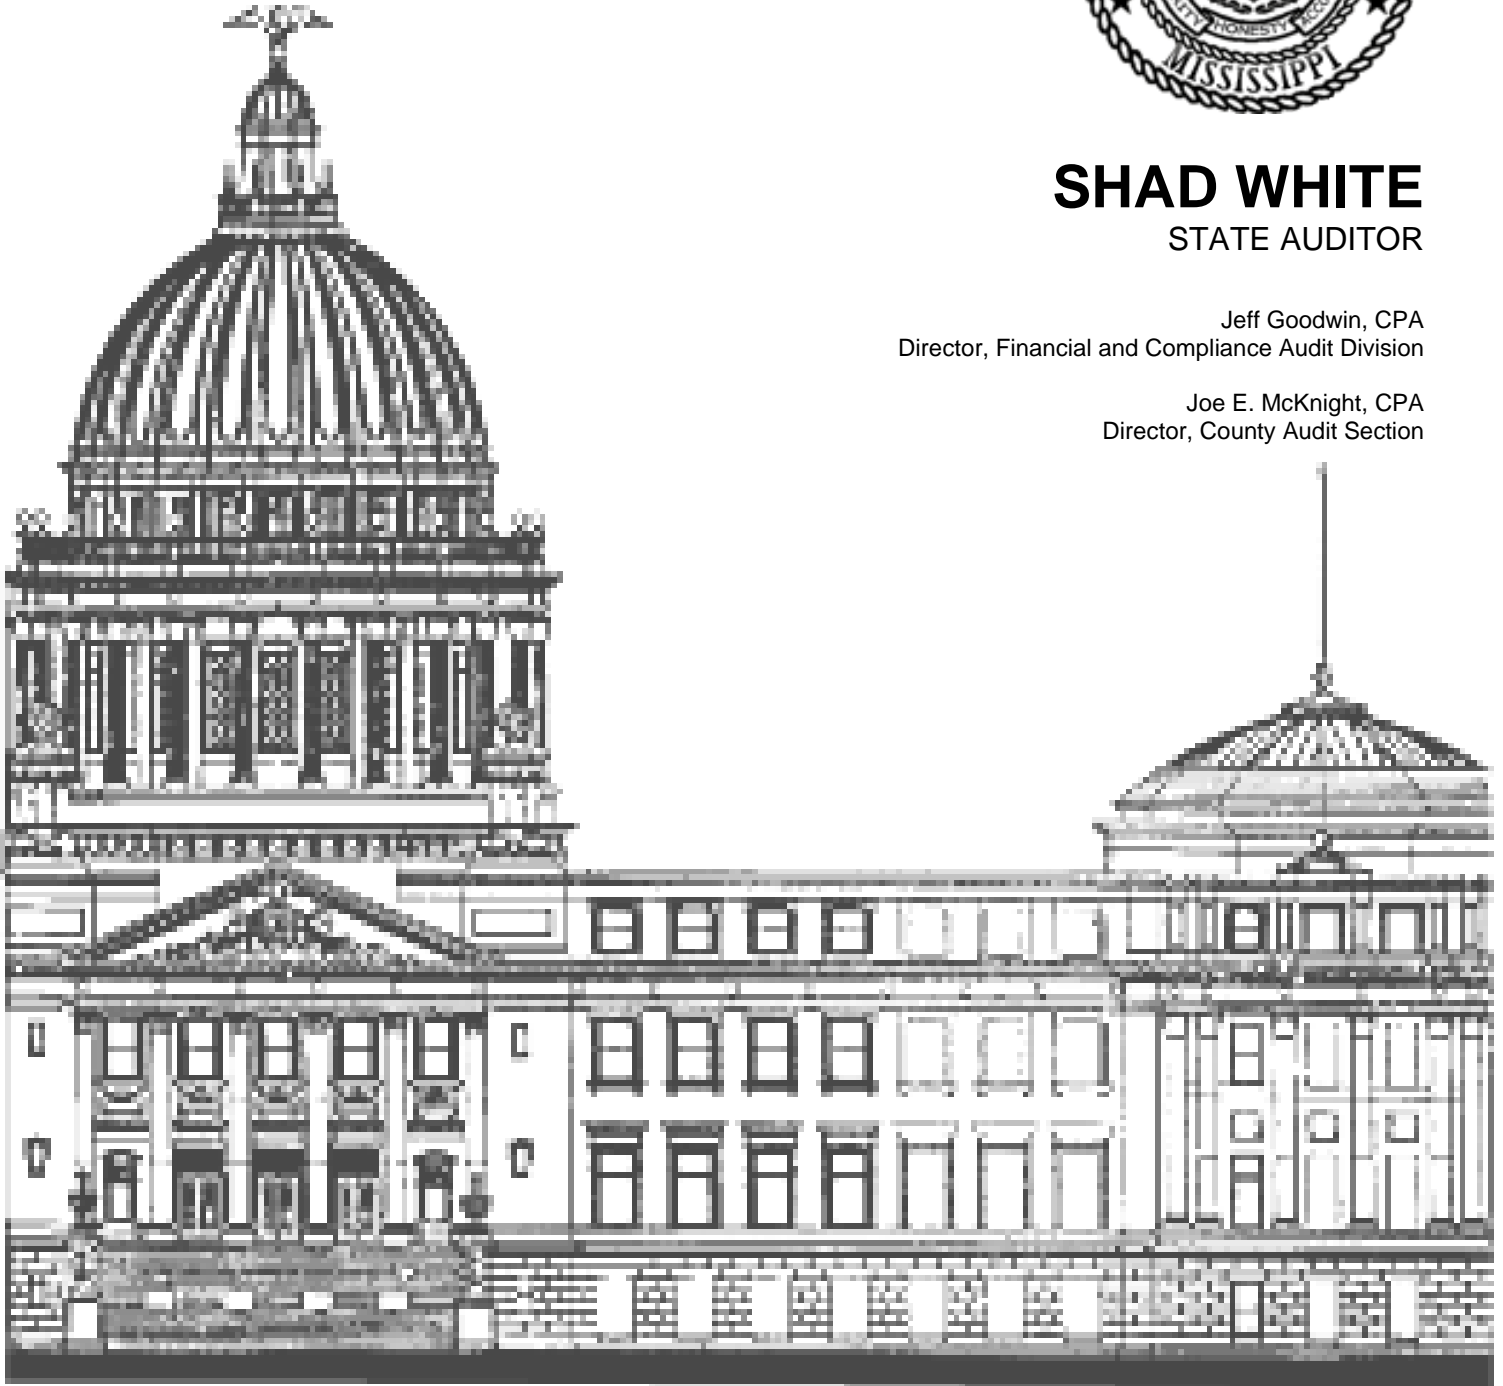 HONESTY
MISSISSIPPI
SHAD WHITE
STATE AUDITOR
Jeff Goodwin, CPA
Director, Financial and Compliance Audit Division
Joe E. McKnight, CPA
Director, County Audit Section